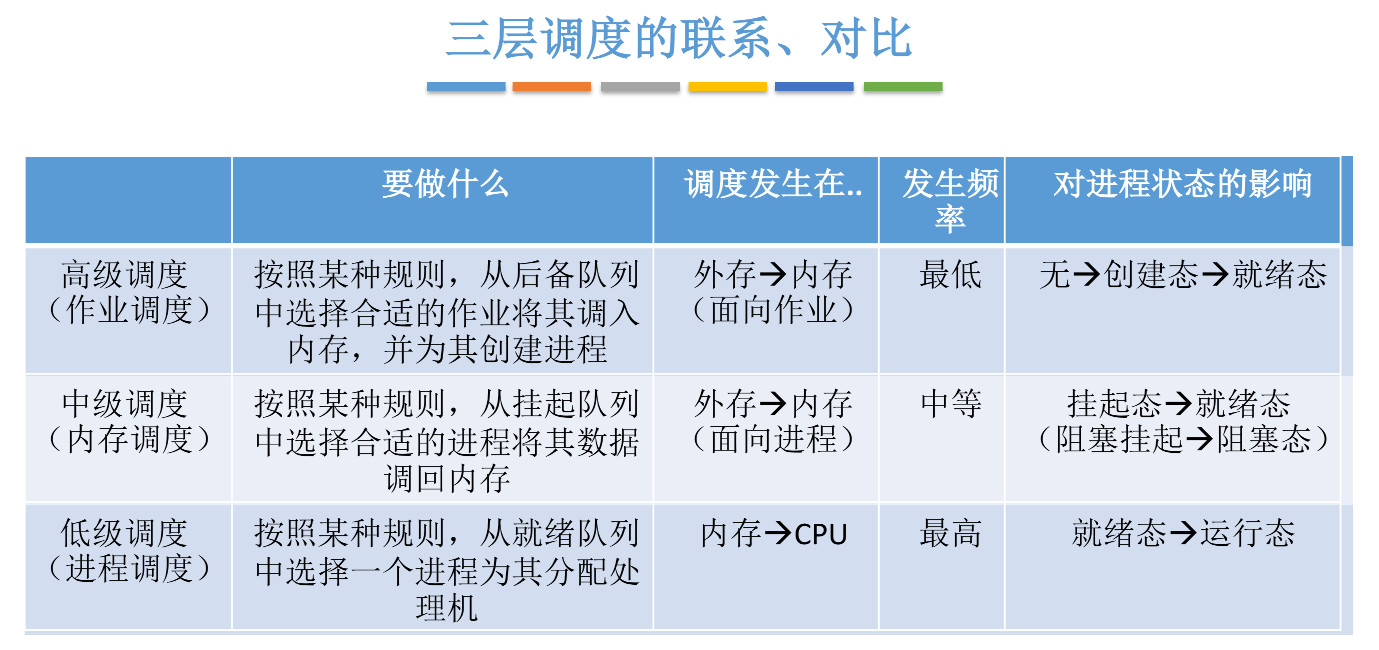 三层调度的联系、对比
要做什么
调度发生在..
发生频
率
对进程状态的影响
高级调度
（作业调度）
按照某种规则，从后备队列
中选择合适的作业将其调入
内存，并为其创建进程
外存→内存
（面向作业）
最低
无→创建态→就绪态
中级调度
（内存调度）
按照某种规则，从挂起队列
中选择合适的进程将其数据
调回内存
外存→内存
（面向进程）
中等
挂起态→就绪态
（阻塞挂起→阻塞态）
低级调度
（进程调度）
按照某种规则，从就绪队列
中选择一个进程为其分配处
理机
内存→CPU
最高
就绪态→运行态